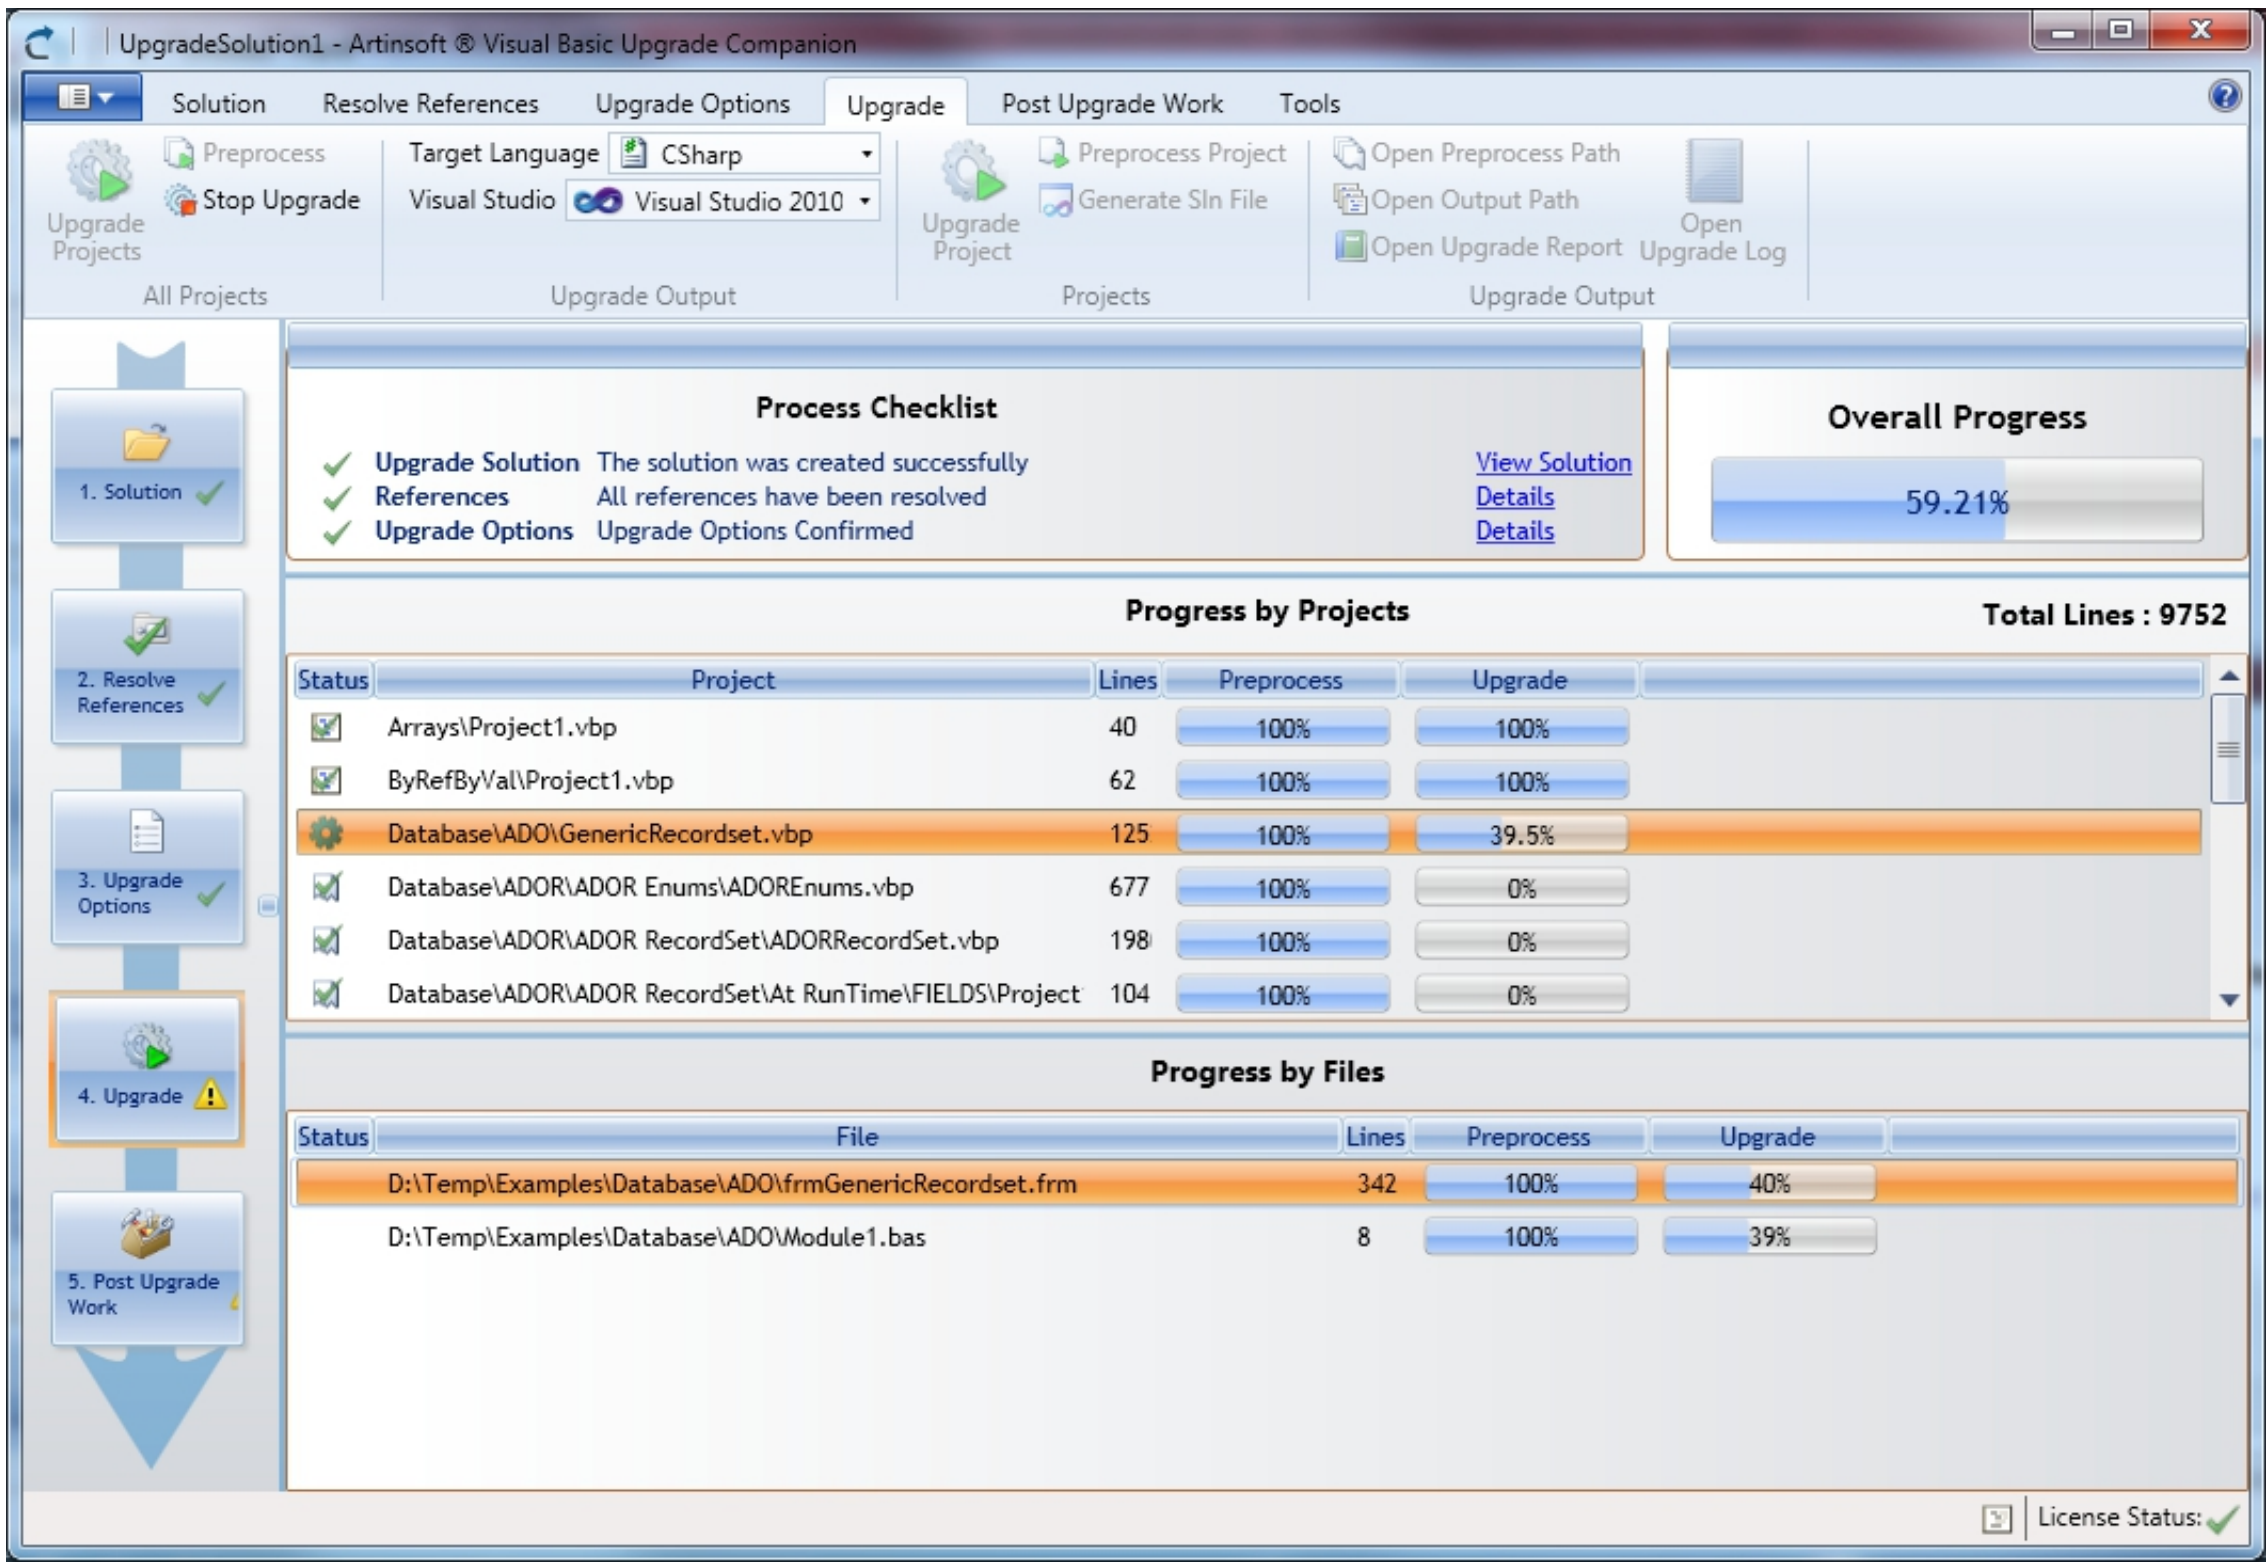 UpgradeSolution1 - Artinsoft ® Visual Basic Upgrade Companion
Solution Resolve References Upgrade Options Upgrade Post Upgrade Work Tools
Upgrade Projects
Preprocess
Stop Upgrade
All Projects
Target Language CSharp
Visual Studio Visual Studio 2010
Upgrade Output
Upgrade Project
Preprocess Project
Generate Sln File
Projects
Open Preprocess Path
Open Output Path
Open Upgrade Report
Open Upgrade Log
Upgrade Output
1. Solution
2. Resolve
References
3. Upgrade
Options
4. Upgrade
5. Post Upgrade
Work
Process Checklist
Upgrade Solution The solution was created successfully View Solution
References All references have been resolved Details
Upgrade Options Upgrade Options Confirmed Details
Overall Progress
59.21%
Progress by Projects
Total Lines : 9752
Status Project Lines Preprocess Upgrade
Arrays\Project1.vbp 40 100% 100%
ByRefByVal\Project1.vbp 62 100% 100%
Database\ADO\GenericRecordset.vbp 125 100% 39.5%
Database\ADOR\ADOR Enums\ADOREnums.vbp 677 100% 0%
Database\ADOR\ADOR RecordSet\ADORRecordSet.vbp 198 100% 0%
Database\ADOR\ADOR RecordSet\At RunTime\FIELDS\Project 104 100% 0%
Progress by Files
Status File Lines Preprocess Upgrade
D:\Temp\Examples\Database\ADO\frmGenericRecordset.frm 342 100% 40%
D:\Temp\Examples\Database\ADO\Module1.bas 8 100% 39%
License Status: